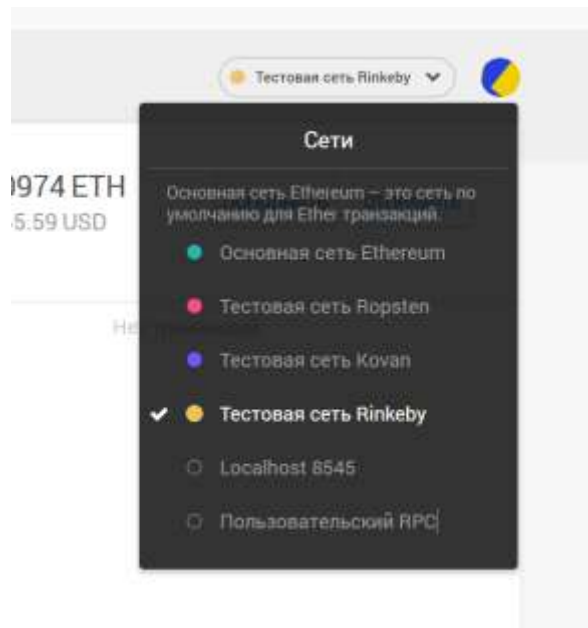 Тестовая сеть Rinkeby
Сети
0974 ETH
5.59 USD
Основная сеть Ethereum – это сеть по
умолчанию для Ether транзакций.
Основная сеть Ethereum
Тестовая сеть Ropsten
Тестовая сеть Kovan
Тестовая сеть Rinkeby
Localhost 8545
Пользовательский RPC